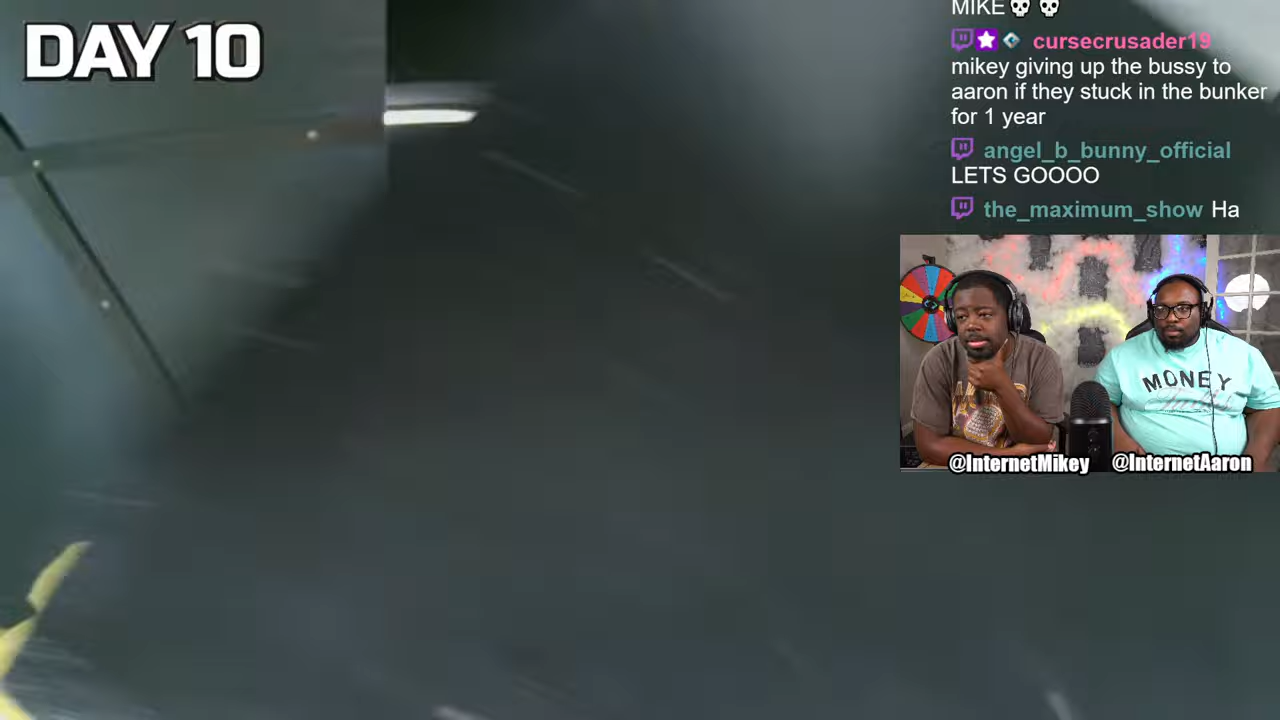 DAY 10
MIKE💀💀
cursecrusader19
mikey giving up the bussy to
aaron if they stuck in the bunker
for 1 year
angel_b_bunny_official
LETS GOOOO
the_maximum_show Ha
MONEY
@InternetMikey @InternetAaron